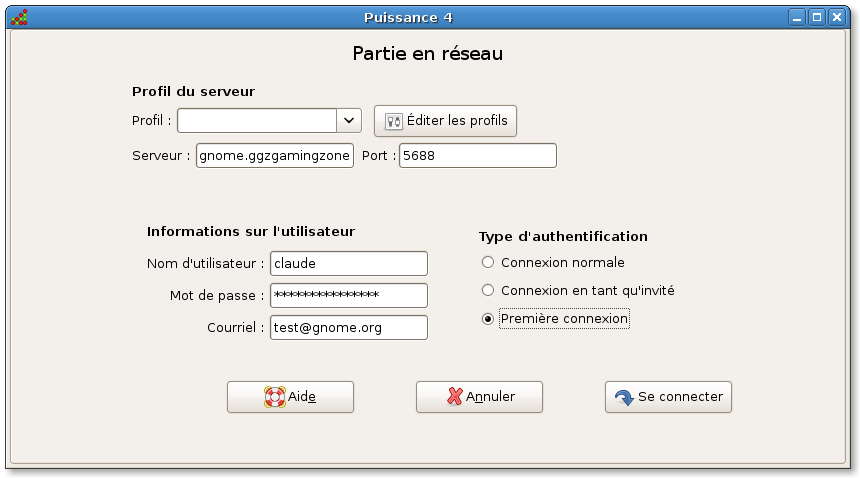 Puissance 4
Partie en réseau
Profil du serveur
Profil :
Éditer les profils
Serveur : gnome.ggzgamingzone Port : 5688
Informations sur l'utilisateur
Nom d'utilisateur : claude
Mot de passe : ***************
Courriel : test@gnome.org
Type d'authentification
Connexion normale
Connexion en tant qu'invité
Première connexion
Aide
Annuler
Se connecter